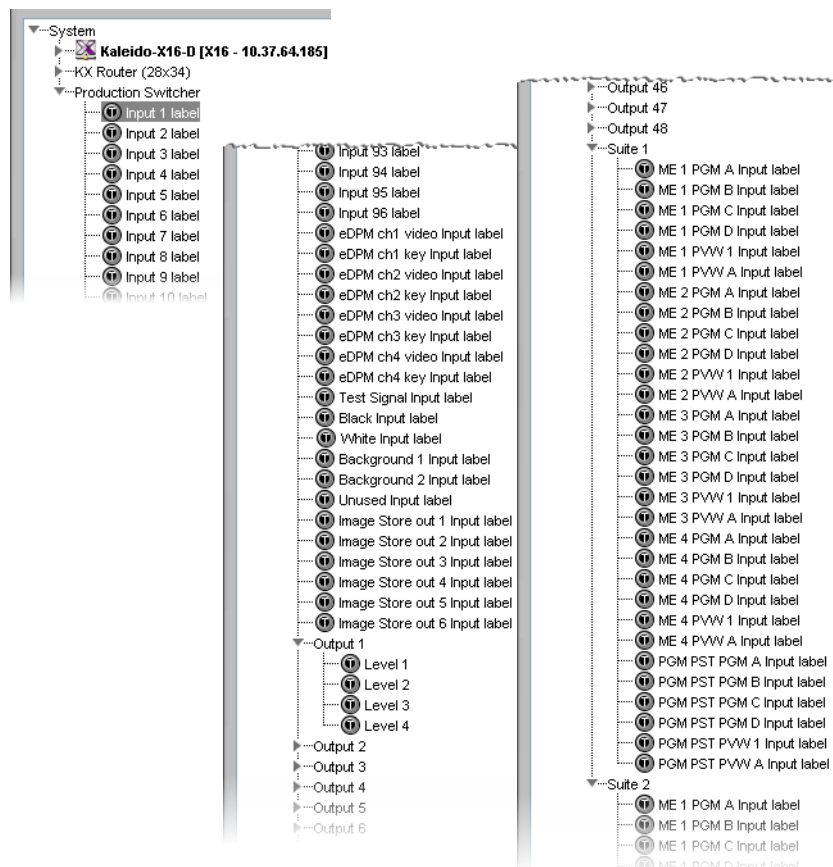 System
Kaleido-X16-D [X16 - 10.37.64.185]
KX Router (28x34)
Production Switcher
Input 1 label
Input 2 label
Input 3 label
Input 4 label
Input 5 label
Input 6 label
Input 7 label
Input 8 label
Input 9 label
Input 10 label
Input 93 label
Input 94 label
Input 95 label
Input 96 label
eDPM ch1 video Input label
eDPM ch1 key Input label
eDPM ch2 video Input label
eDPM ch2 key Input label
eDPM ch3 video Input label
eDPM ch3 key Input label
eDPM ch4 video Input label
eDPM ch4 key Input label
Test Signal Input label
Black Input label
White Input label
Background 1 Input label
Background 2 Input label
Unused Input label
Image Store out 1 Input label
Image Store out 2 Input label
Image Store out 3 Input label
Image Store out 4 Input label
Image Store out 5 Input label
Image Store out 6 Input label
Output 1
Level 1
Level 2
Level 3
Level 4
Output 2
Output 3
Output 4
Output 5
Output 6
Output 46
Output 47
Output 48
Suite 1
ME 1 PGM A Input label
ME 1 PGM B Input label
ME 1 PGM C Input label
ME 1 PGM D Input label
ME 1 PVW 1 Input label
ME 1 PVW A Input label
ME 2 PGM A Input label
ME 2 PGM B Input label
ME 2 PGM C Input label
ME 2 PGM D Input label
ME 2 PVW 1 Input label
ME 2 PVW A Input label
ME 3 PGM A Input label
ME 3 PGM B Input label
ME 3 PGM C Input label
ME 3 PGM D Input label
ME 3 PVW 1 Input label
ME 3 PVW A Input label
ME 4 PGM A Input label
ME 4 PGM B Input label
ME 4 PGM C Input label
ME 4 PGM D Input label
ME 4 PVW 1 Input label
ME 4 PVW A Input label
PGM PST PGM A Input label
PGM PST PGM B Input label
PGM PST PGM C Input label
PGM PST PGM D Input label
PGM PST PVW 1 Input label
PGM PST PVW A Input label
Suite 2
ME 1 PGM A Input label
ME 1 PGM B Input label
ME 1 PGM C Input label
ME 1 PGM D Input label